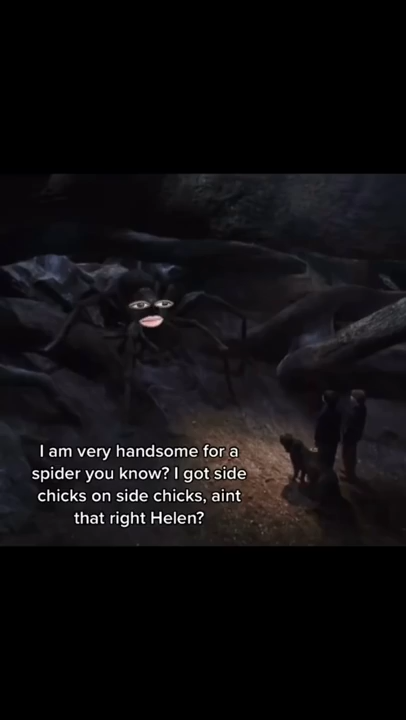 I am very handsome for a
spider you know? I got side
chicks on side chicks, aint
that right Helen?